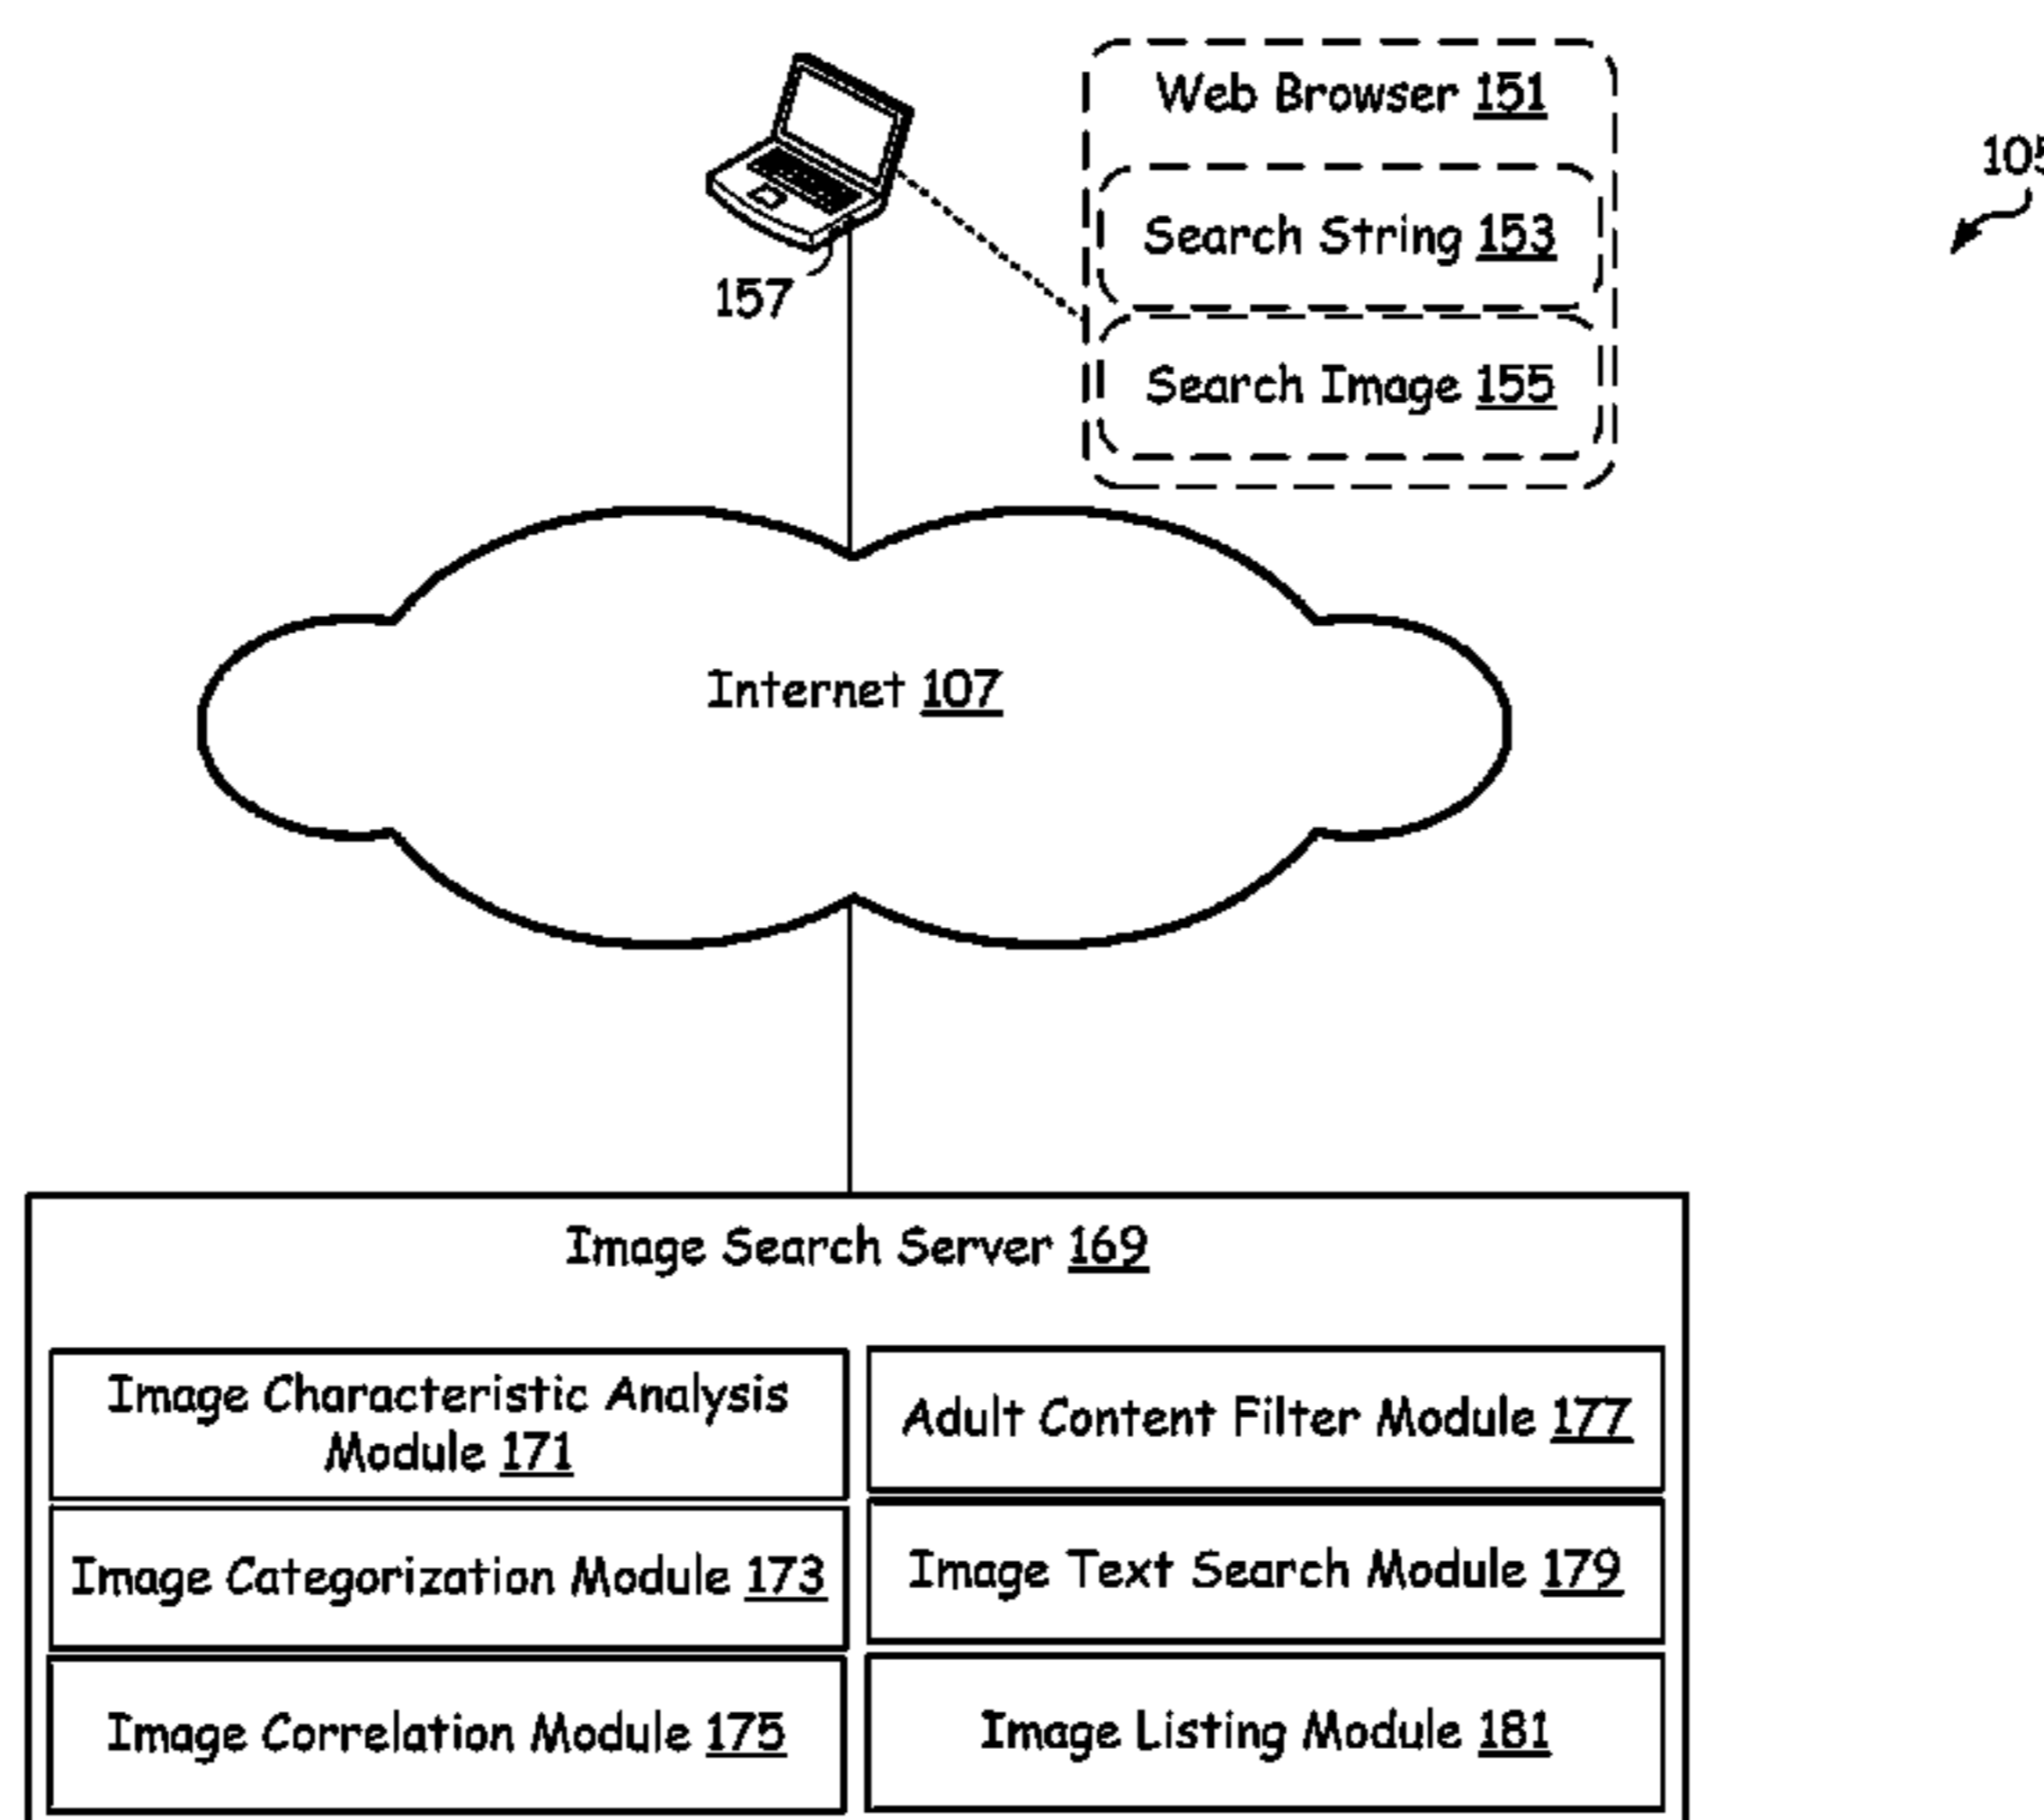 Web Browser 151
105
Search String 153
157
Search Image 155
Internet 107
Image Search Server 169
Image Characteristic Analysis
Module 171
Adult Content Filter Module 177
Image Categorization Module 173
Image Text Search Module 179
Image Correlation Module 175
Image Listing Module 181